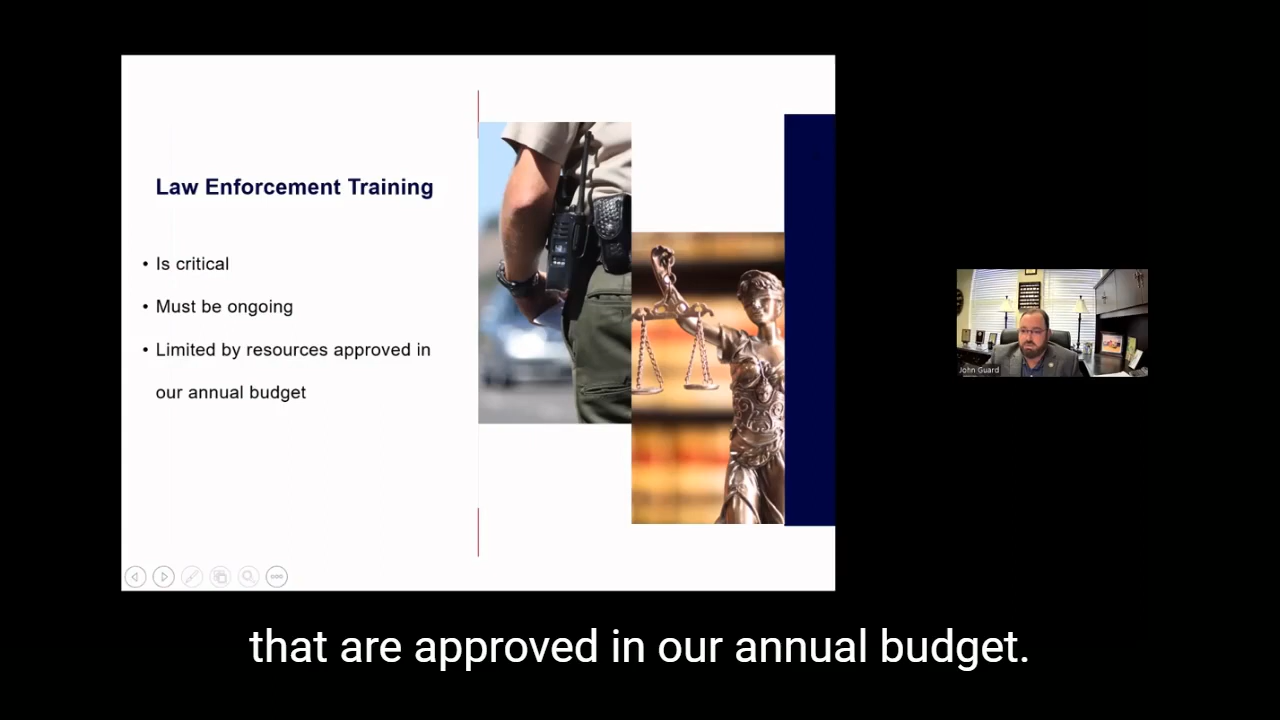 Law Enforcement Training
• Is critical
• Must be ongoing
• Limited by resources approved in
our annual budget
John Guard
that are approved in our annual budget.